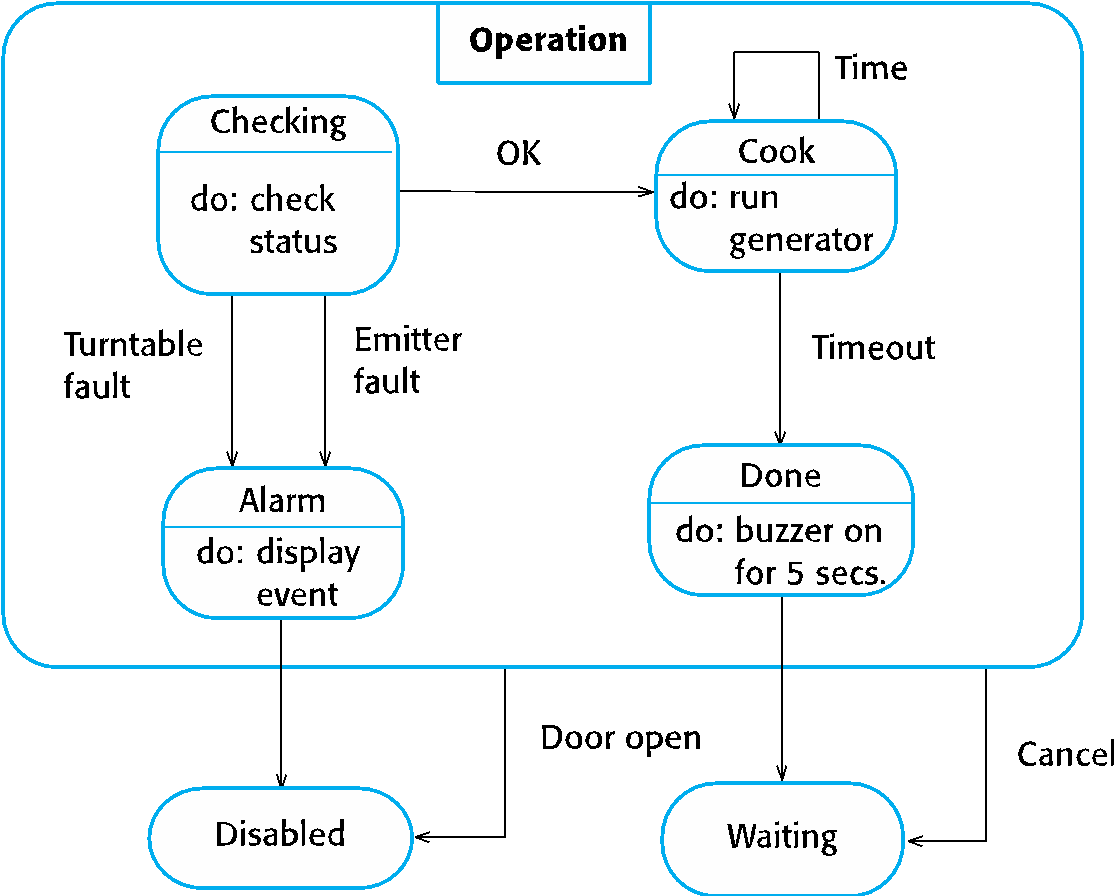 Operation
Time
Checking
do: check
status
OK
Cook
do: run
generator
Turntable
fault
Emitter
fault
Timeout
Alarm
do: display
event
Done
do: buzzer on
for 5 secs.
Door open
Cancel
Disabled
Waiting